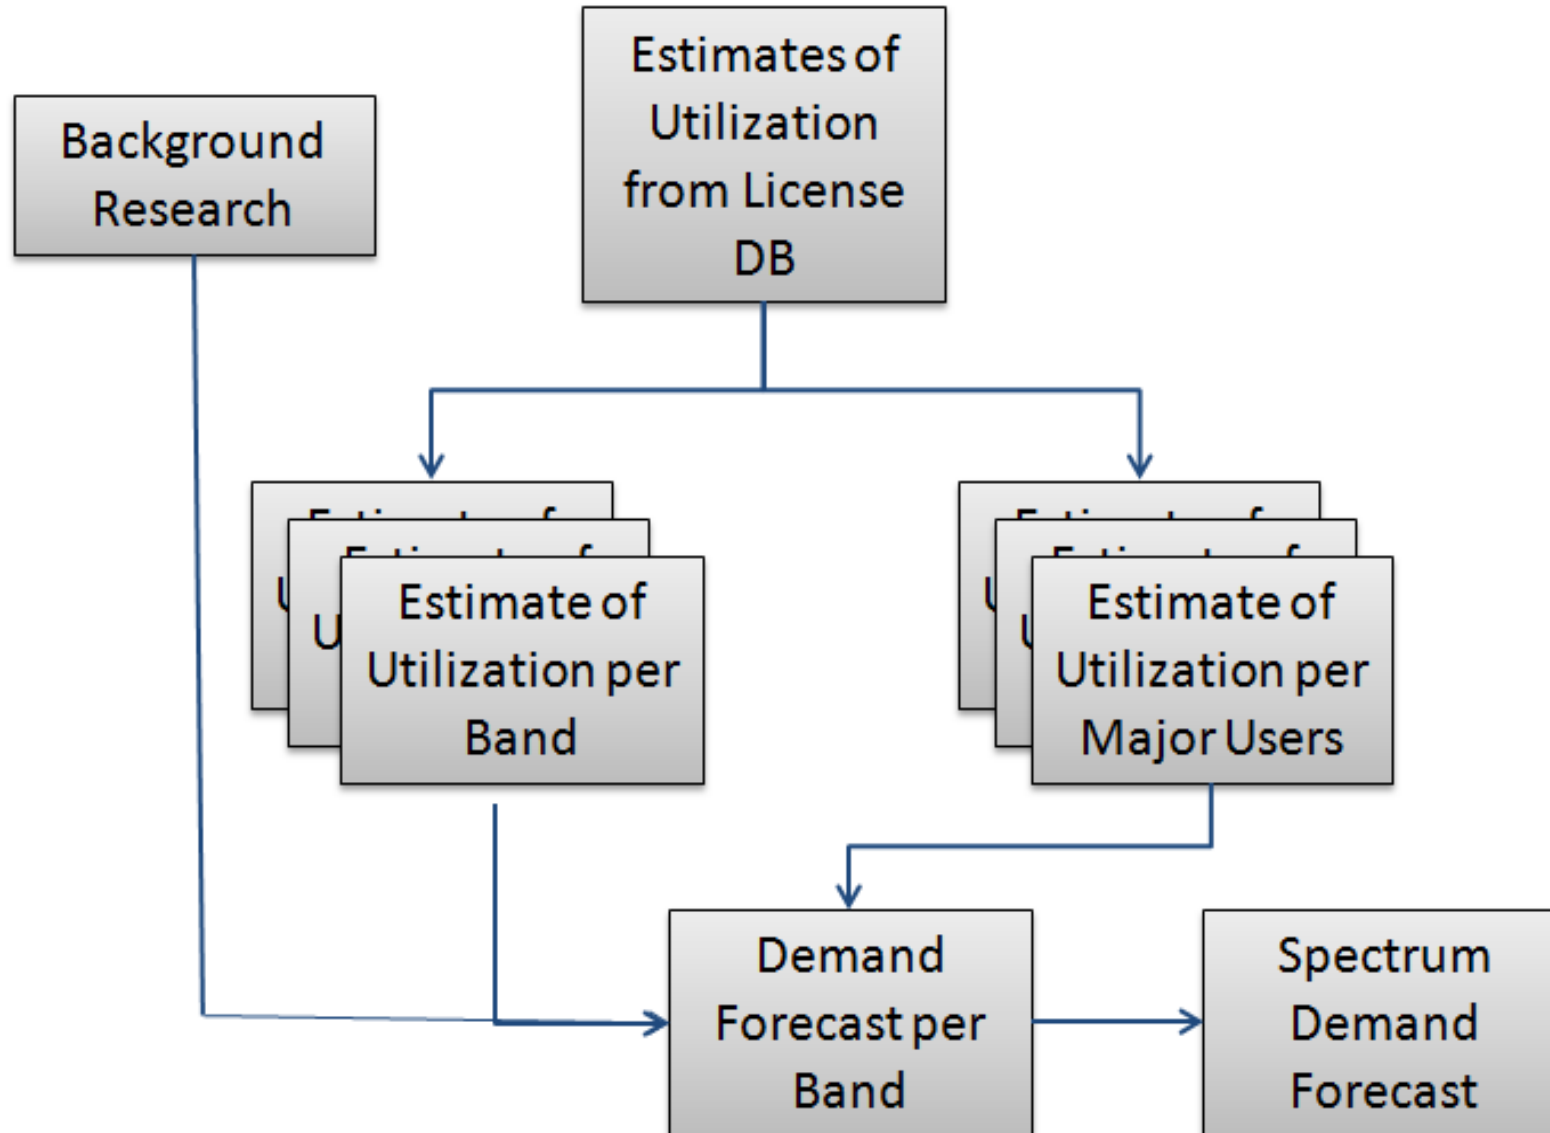 Estimates of
Utilization
from License
DB
Background
Research
Estimate of
Utilization per
Band
Estimate of
Utilization per
Major Users
Demand
Forecast per
Band
Spectrum
Demand
Forecast